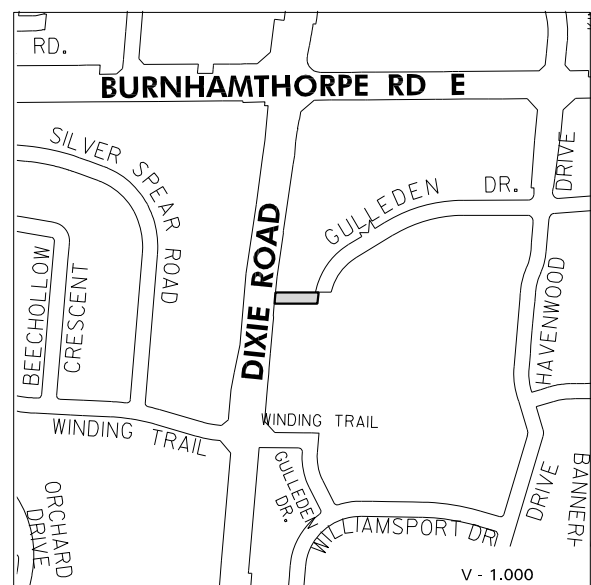 RD.
BURNHAMTHORPE RD E
SILVER SPEAR ROAD
GULLEDEN DR.
DRIVE
DIXIE ROAD
BEECHOLLOW
CRESCENT
HAVENWOOD
WINDING TRAIL
WINDING TRAIL
GULLEDEN
DR.
WILLIAMSPORT DR
DRIVE
BANNER-
ORCHARD
DRIVE
V - 1.000